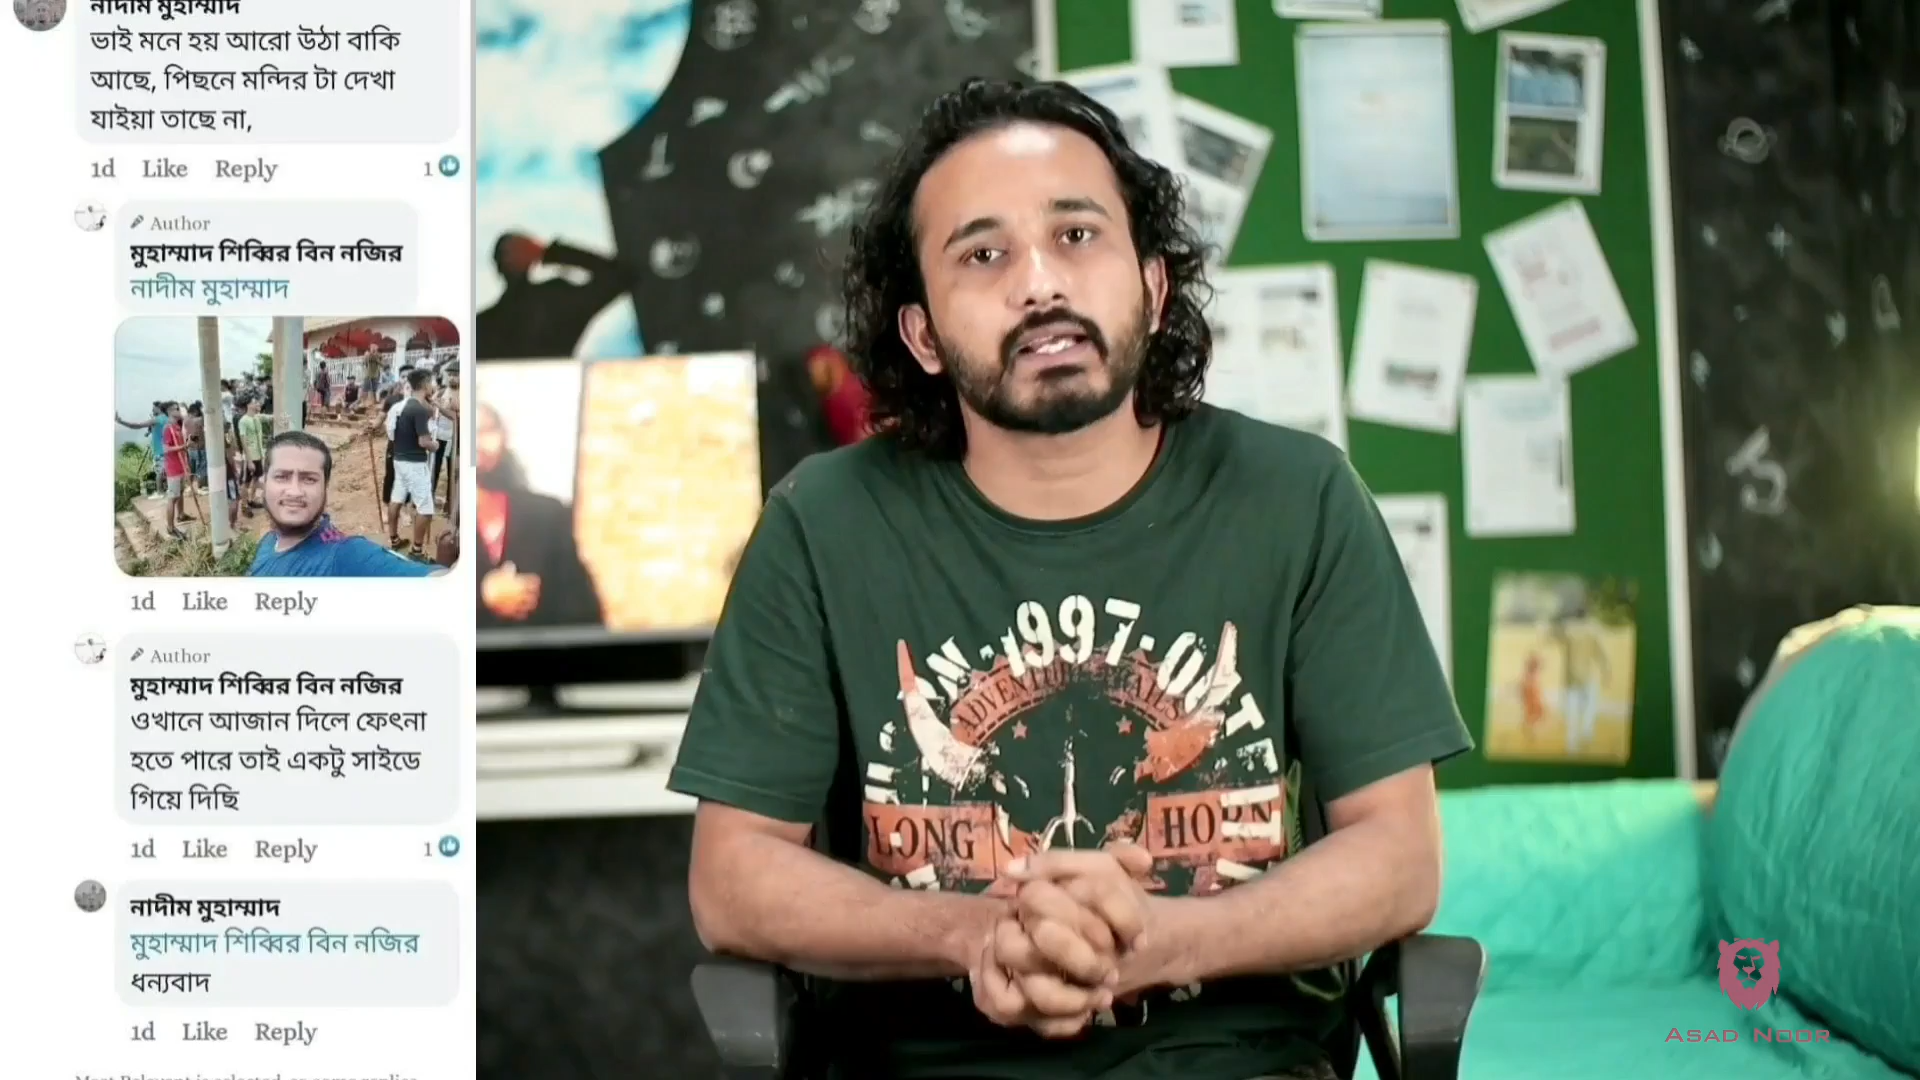 নাদীম মুহাম্মাদ
ভাই মনে হয় আরো উঠা বাকি
আছে, পিছনে মন্দির টা দেখা
যাইয়া তাছে না,
1d Like Reply 1
Author
মুহাম্মাদ শিব্বির বিন নজির
নাদীম মুহাম্মাদ
1d Like Reply
Author
মুহাম্মাদ শিব্বির বিন নজির
ওখানে আজান দিলে ফেৎনা
হতে পারে তাই একটু সাইডে
গিয়ে দিছি
1d Like Reply 1
নাদীম মুহাম্মাদ
মুহাম্মাদ শিব্বির বিন নজির
ধন্যবাদ
1d Like Reply
1997
LONG HORN
ASAD NOOR